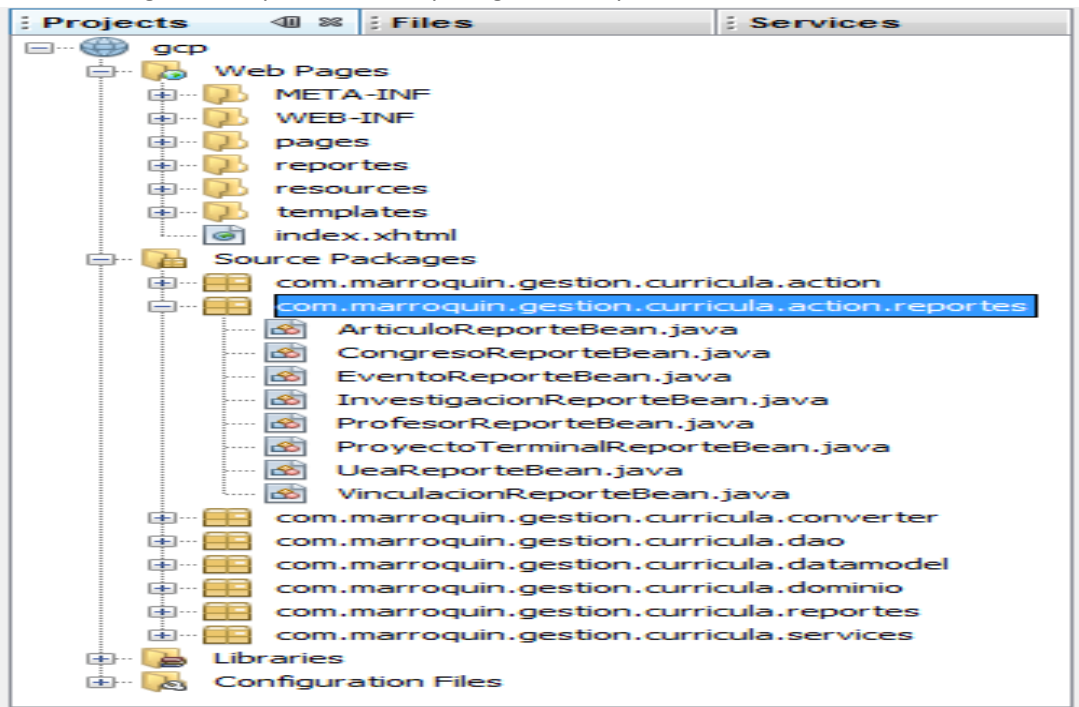 Projects Files Services
gcp
Web Pages
META-INF
WEB-INF
pages
reportes
resources
templates
index.xhtml
Source Packages
com.marroquin.gestion.curricula.action
com.marroquin.gestion.curricula.action.reportes
ArticuloReporteBean.java
CongresoReporteBean.java
EventoReporteBean.java
InvestigacionReporteBean.java
ProfesorReporteBean.java
ProyectoTerminalReporteBean.java
UeaReporteBean.java
VinculacionReporteBean.java
com.marroquin.gestion.curricula.converter
com.marroquin.gestion.curricula.dao
com.marroquin.gestion.curricula.datamodel
com.marroquin.gestion.curricula.dominio
com.marroquin.gestion.curricula.reportes
com.marroquin.gestion.curricula.services
Libraries
Configuration Files